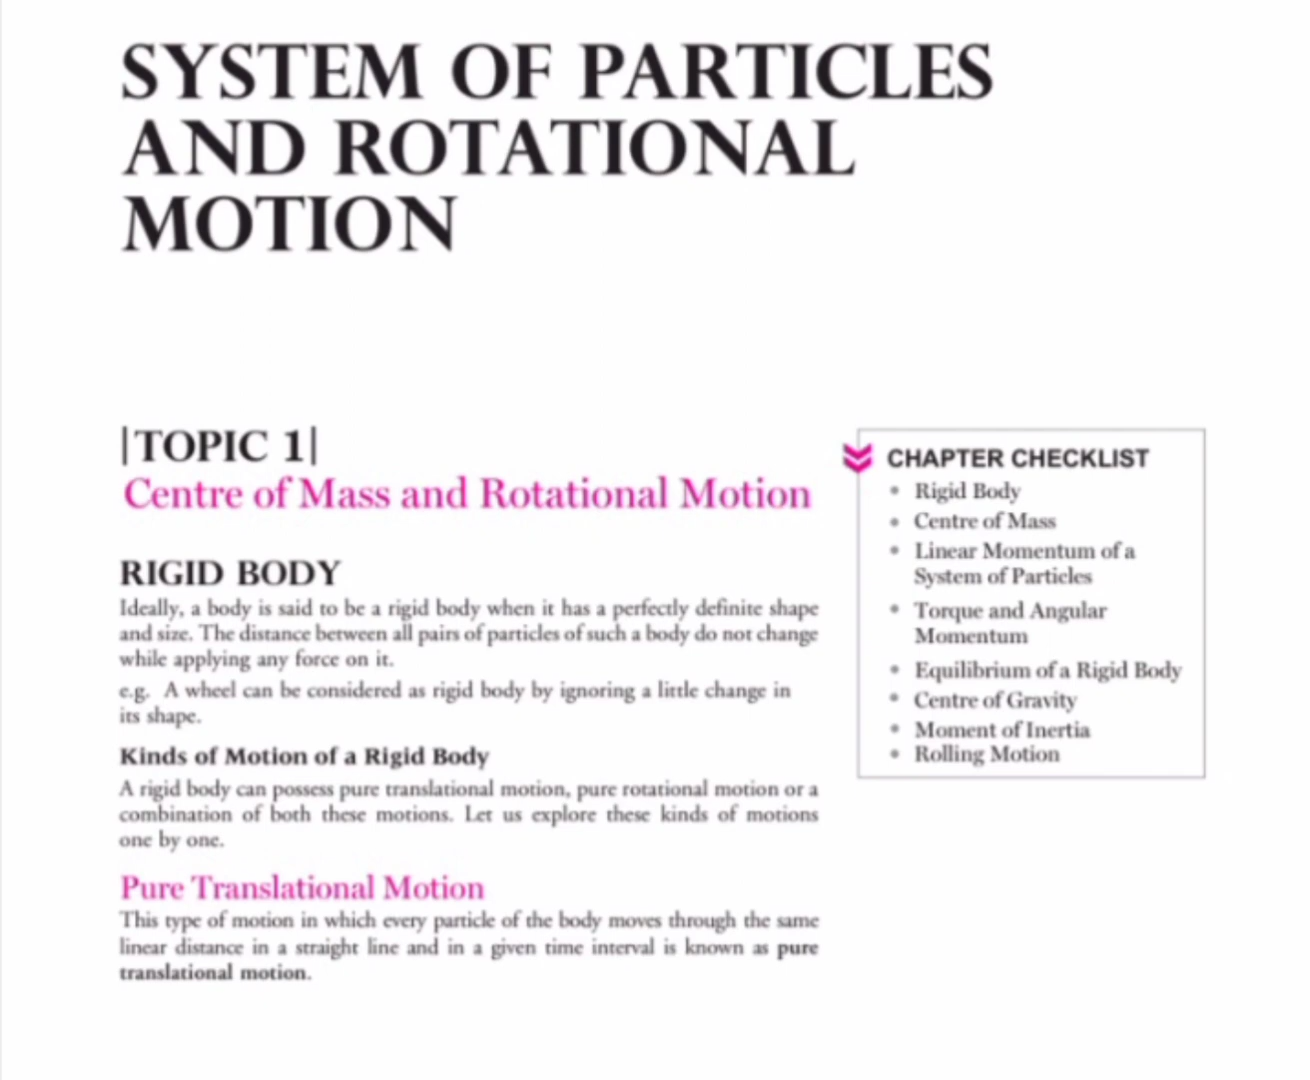 SYSTEM OF PARTICLES
AND ROTATIONAL
MOTION
|TOPIC 1|
Centre of Mass and Rotational Motion
RIGID BODY
Ideally, a body is said to be a rigid body when it has a perfectly definite shape
and size. The distance between all pairs of particles of such a body do not change
while applying any force on it.
e.g. A wheel can be considered as rigid body by ignoring a little change in
its shape.
Kinds of Motion of a Rigid Body
A rigid body can possess pure translational motion, pure rotational motion or a
combination of both these motions. Let us explore these kinds of motions
one by one.
Pure Translational Motion
This type of motion in which every particle of the body moves through the same
linear distance in a straight line and in a given time interval is known as pure
translational motion.
CHAPTER CHECKLIST
• Rigid Body
• Centre of Mass
• Linear Momentum of a
System of Particles
• Torque and Angular
Momentum
• Equilibrium of a Rigid Body
• Centre of Gravity
• Moment of Inertia
• Rolling Motion